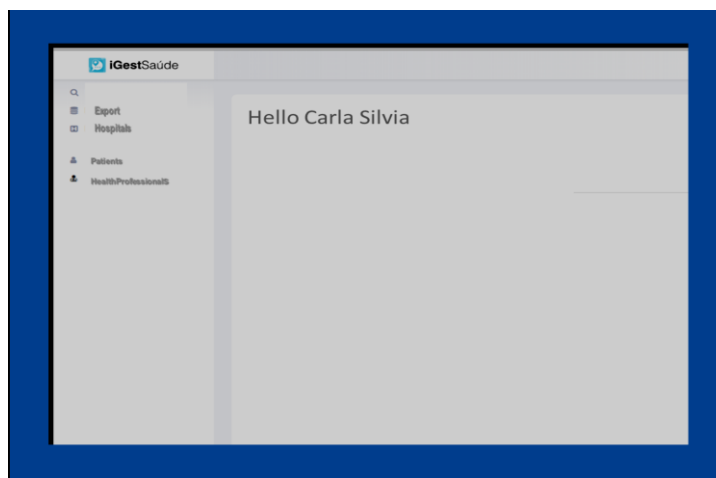 iGestSaúde
Export
Hospitals
Patients
HealthProfessionalS
Hello Carla Silvia